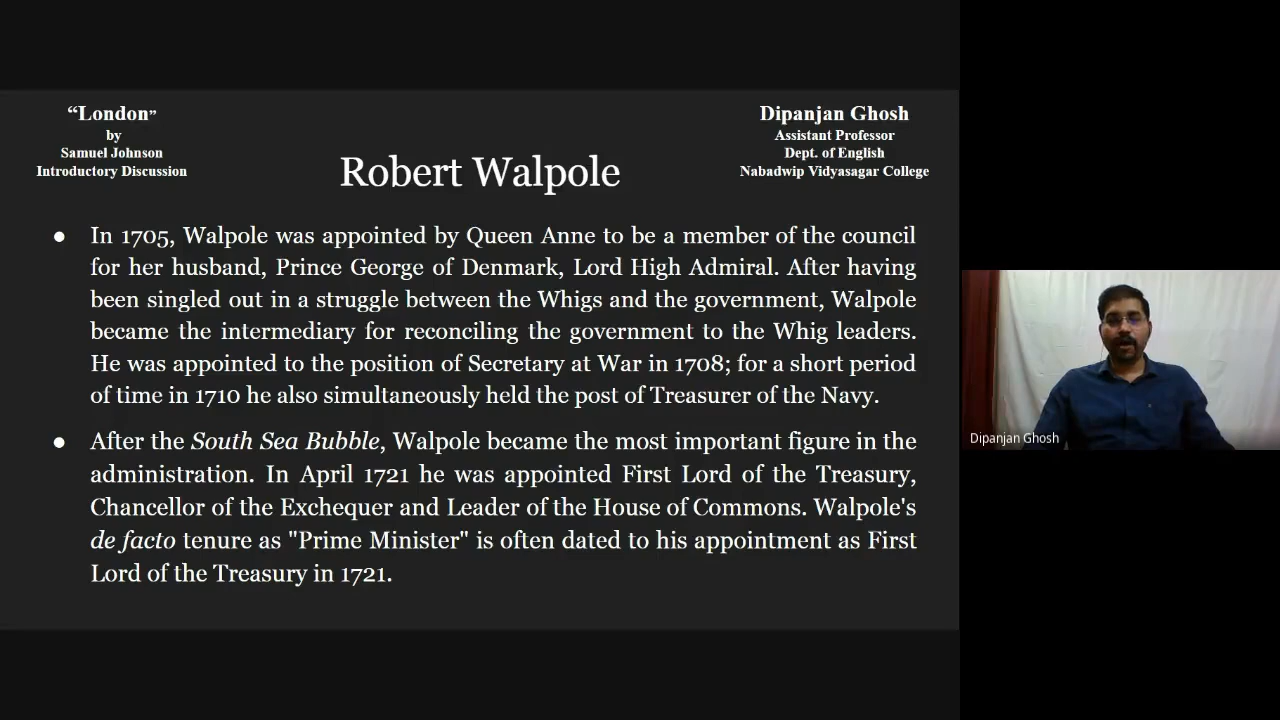 “London”
by
Samuel Johnson
Introductory Discussion
Dipanjan Ghosh
Assistant Professor
Dept. of English
Nabadwip Vidyasagar College
Robert Walpole
● In 1705, Walpole was appointed by Queen Anne to be a member of the council
for her husband, Prince George of Denmark, Lord High Admiral. After having
been singled out in a struggle between the Whigs and the government, Walpole
became the intermediary for reconciling the government to the Whig leaders.
He was appointed to the position of Secretary at War in 1708; for a short period
of time in 1710 he also simultaneously held the post of Treasurer of the Navy.
● After the South Sea Bubble, Walpole became the most important figure in the
administration. In April 1721 he was appointed First Lord of the Treasury,
Chancellor of the Exchequer and Leader of the House of Commons. Walpole's
de facto tenure as "Prime Minister" is often dated to his appointment as First
Lord of the Treasury in 1721.
Dipanjan Ghosh